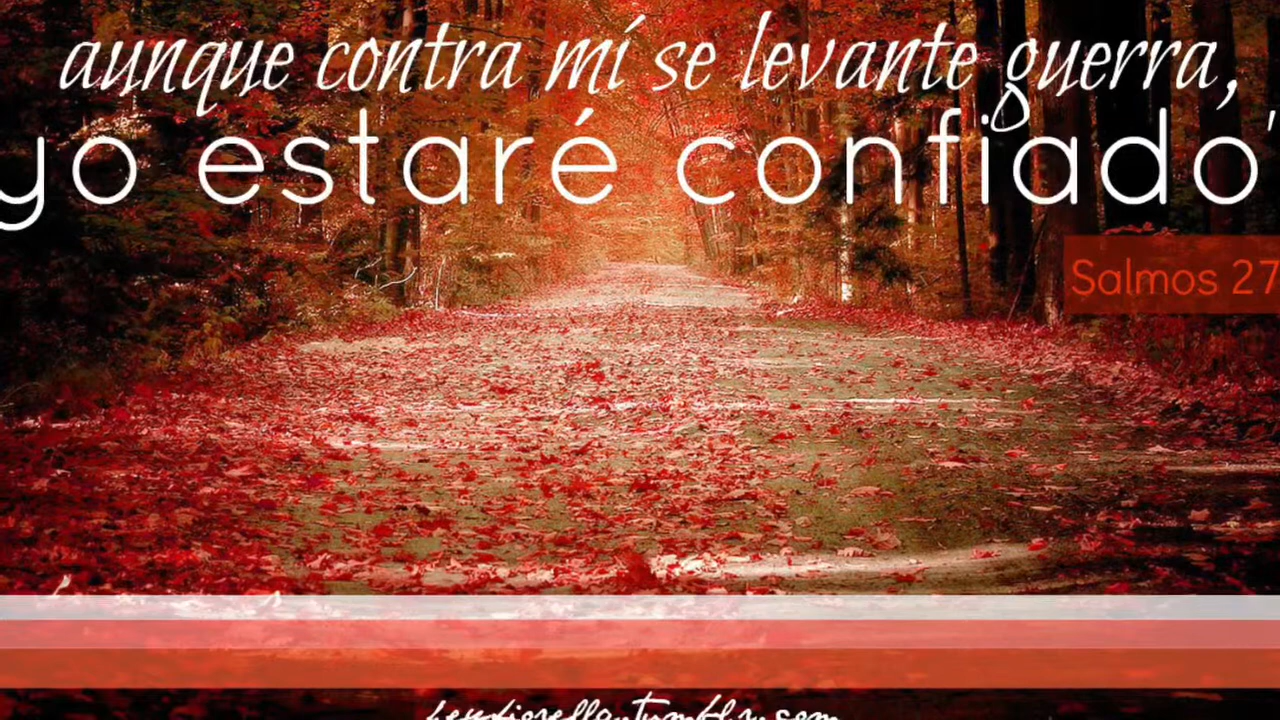 aunque contra mí se levante guerra,
yo estaré confiado"
Salmos 27